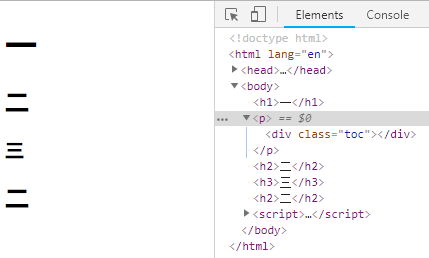 一
二
三
二
Elements Console
<!doctype html>
<html lang="en">
<head>…</head>
<body>
<h1>一</h1>
<p> == $0
<div class="toc"></div>
</p>
<h2>二</h2>
<h3>三</h3>
<h2>二</h2>
<script>…</script>
</body>
</html>